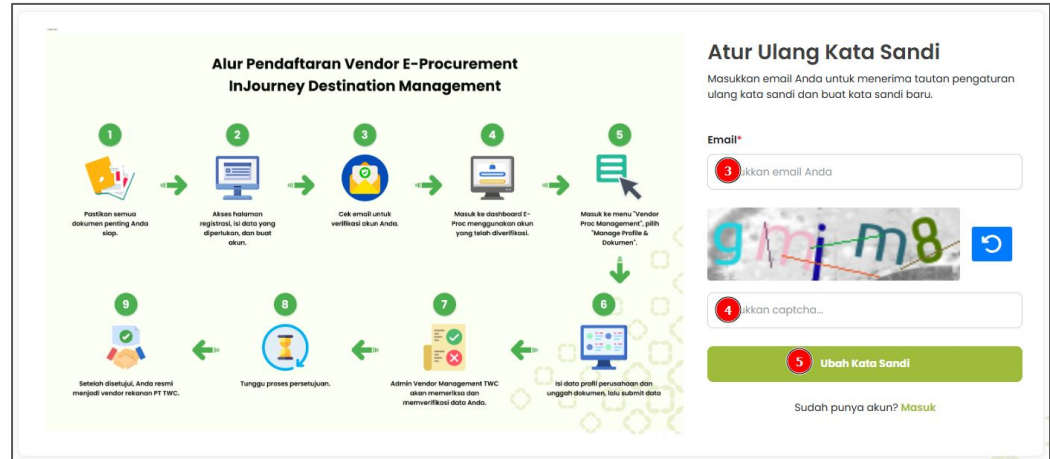 Alur Pendaftaran Vendor E-Procurement
InJourney Destination Management
1
2
3
4
5
Pastikan semua
dokumen penting Anda
siap.
Akses halaman
registrasi, isi data yang
diperlukan, dan buat
akun.
Cek email untuk
verifikasi akun Anda.
Masuk ke dashboard E-
Proc menggunakan akun
yang telah diverifikasi.
Masuk ke menu "Vendor
Proc Management", pilih
"Manage Profile &
Dokumen".
9
8
7
6
Setelah disetujui, Anda resmi
menjadi vendor rekanan PT TWC.
Tunggu proses persetujuan.
Admin Vendor Management TWC
akan memeriksa dan
memverifikasi data Anda.
Isi data profil perusahaan dan
unggah dokumen, lalu submit data
Atur Ulang Kata Sandi
Masukkan email Anda untuk menerima tautan pengaturan
ulang kata sandi dan buat kata sandi baru.
Email*
3 ukkan email Anda
gmim8
4 ukkan captcha...
5 Ubah Kata Sandi
Sudah punya akun? Masuk